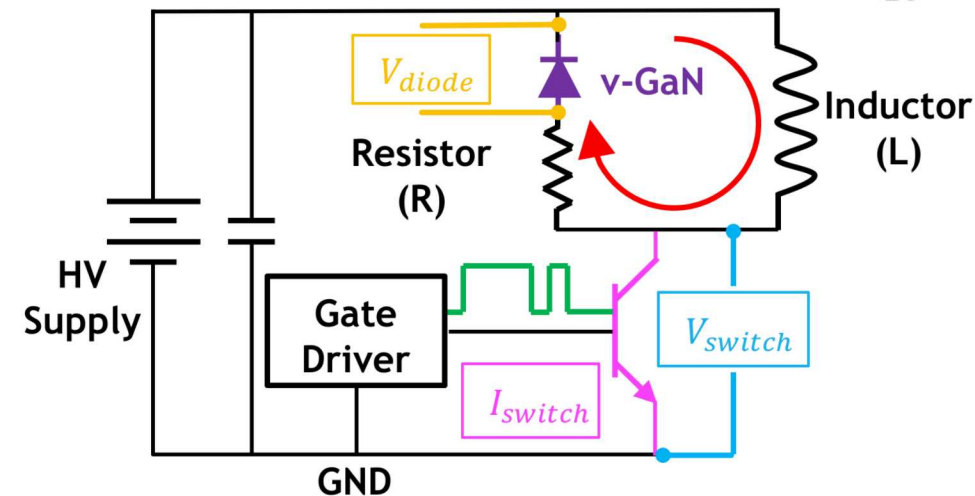 V_diode
v-GaN
Inductor
(L)
Resistor
(R)
HV
Supply
Gate
Driver
V_switch
I_switch
GND